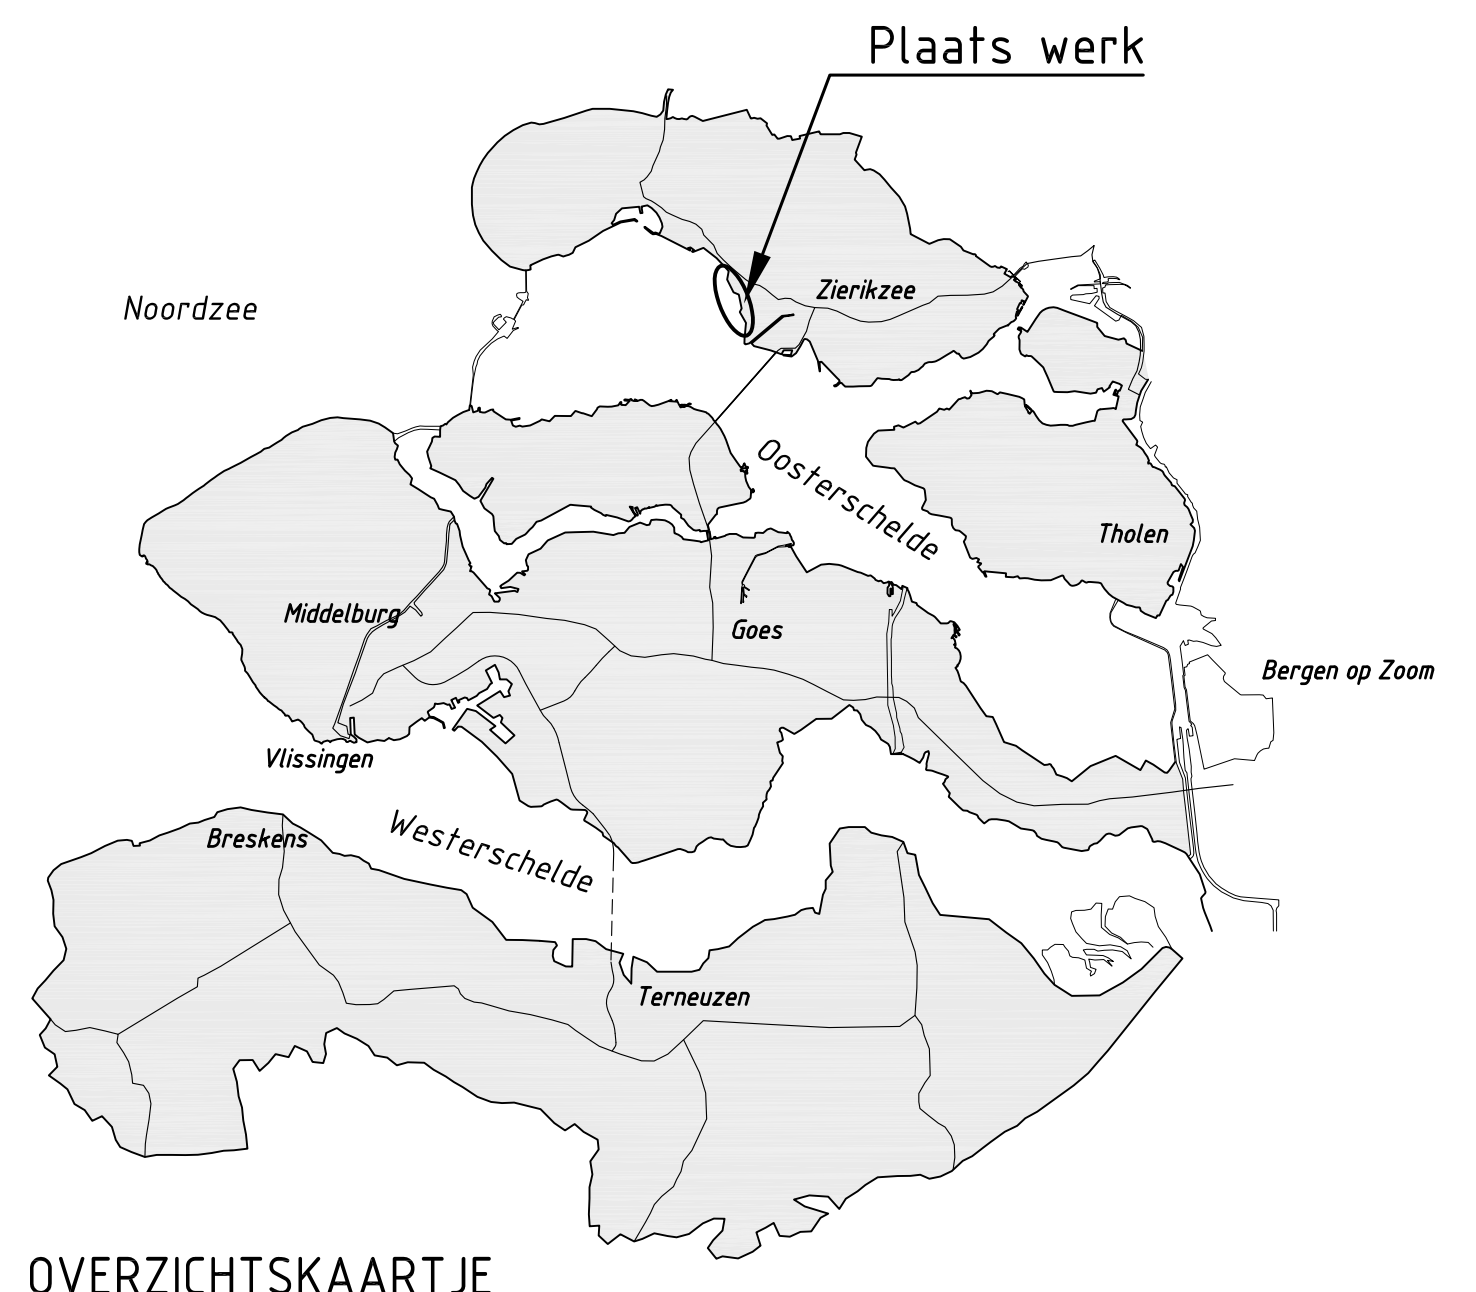 Plaats werk
Zierikzee
Noordzee
Oosterschelde
Tholen
Middelburg
Goes
Bergen op Zoom
Vlissingen
Westerschelde
Breskens
Terneuzen
OVERZICHTSKAARTJE